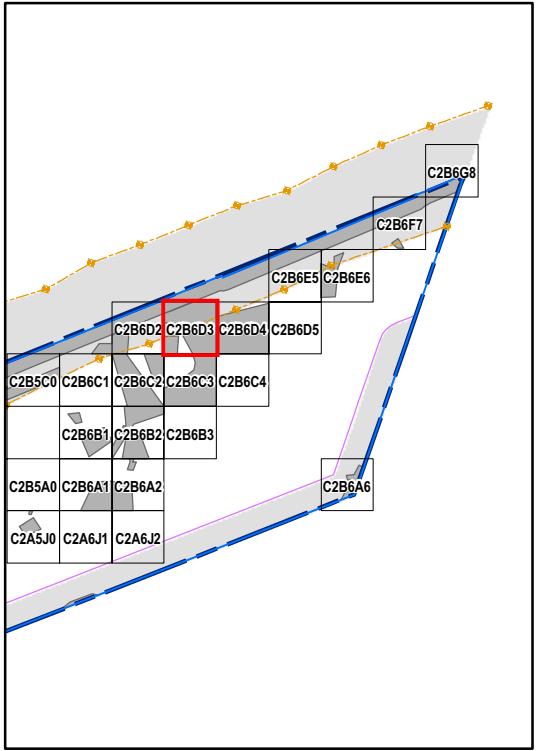 C2B6G8
C2B6F7
C2B6E5 C2B6E6
C2B6D2 C2B6D3 C2B6D4 C2B6D5
C2B5C0 C2B6C1 C2B6C2 C2B6C3 C2B6C4
C2B6B1 C2B6B2 C2B6B3
C2B5A0 C2B6A1 C2B6A2 C2B6A6
C2A5J0 C2A6J1 C2A6J2